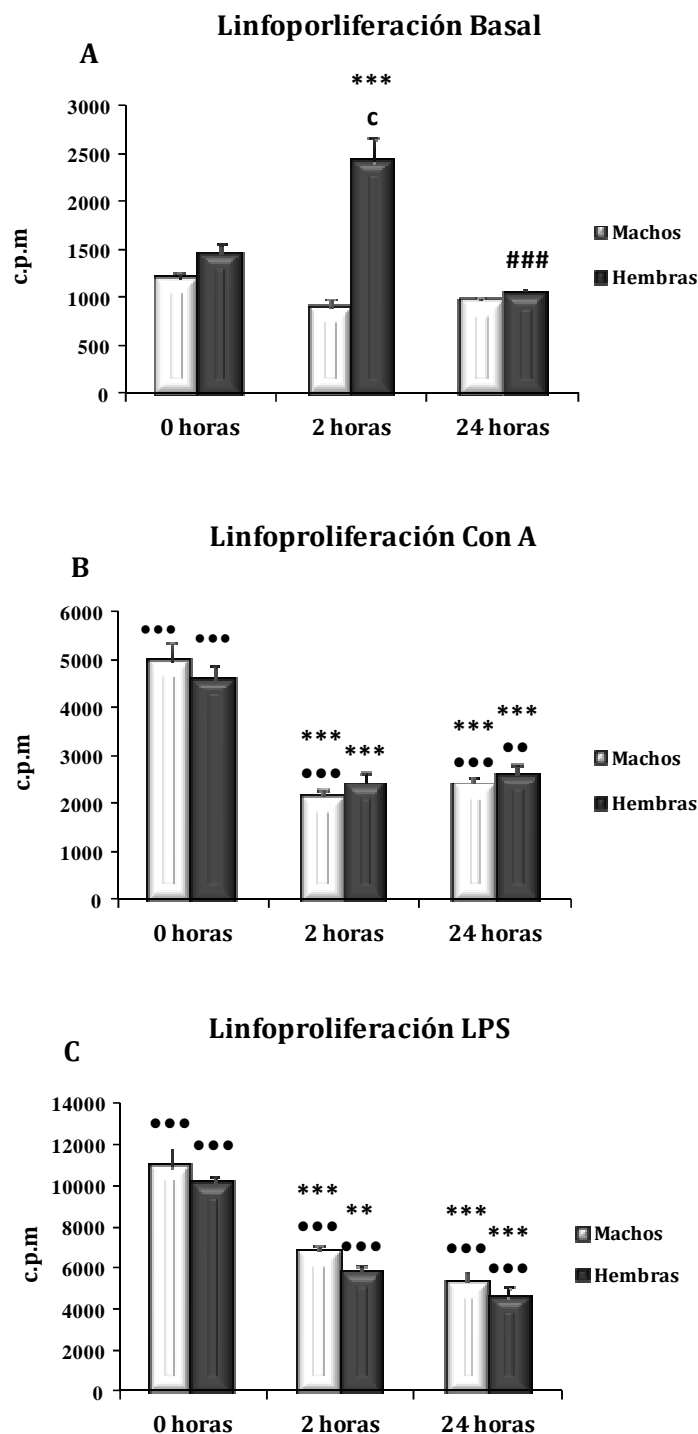 Linfoporliferación Basal
A
***
c
3000
2500
2000
1500
1000
500
0
c.p.m
###
Machos
Hembras
0 horas
2 horas
24 horas
Linfoproliferación Con A
B
6000
5000
4000
3000
2000
1000
0
c.p.m
••• •••
*** *** *** ***
••• ••• ••
Machos
Hembras
0 horas
2 horas
24 horas
Linfoproliferación LPS
C
14000
12000
10000
8000
6000
4000
2000
0
c.p.m
••• •••
*** ** *** ***
••• ••• ••• •••
Machos
Hembras
0 horas
2 horas
24 horas